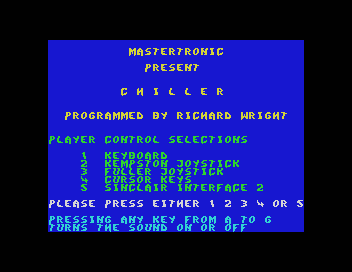 MASTERTRONIC
PRESENT
C H I L L E R
PROGRAMMED BY RICHARD WRIGHT
PLAYER CONTROL SELECTIONS
1 KEYBOARD
2 KEMPSTON JOYSTICK
3 FULLER JOYSTICK
4 CURSOR KEYS
5 SINCLAIR INTERFACE 2
PLEASE PRESS EITHER 1 2 3 4 OR 5
PRESSING ANY KEY FROM A TO G
TURNS THE SOUND ON OR OFF